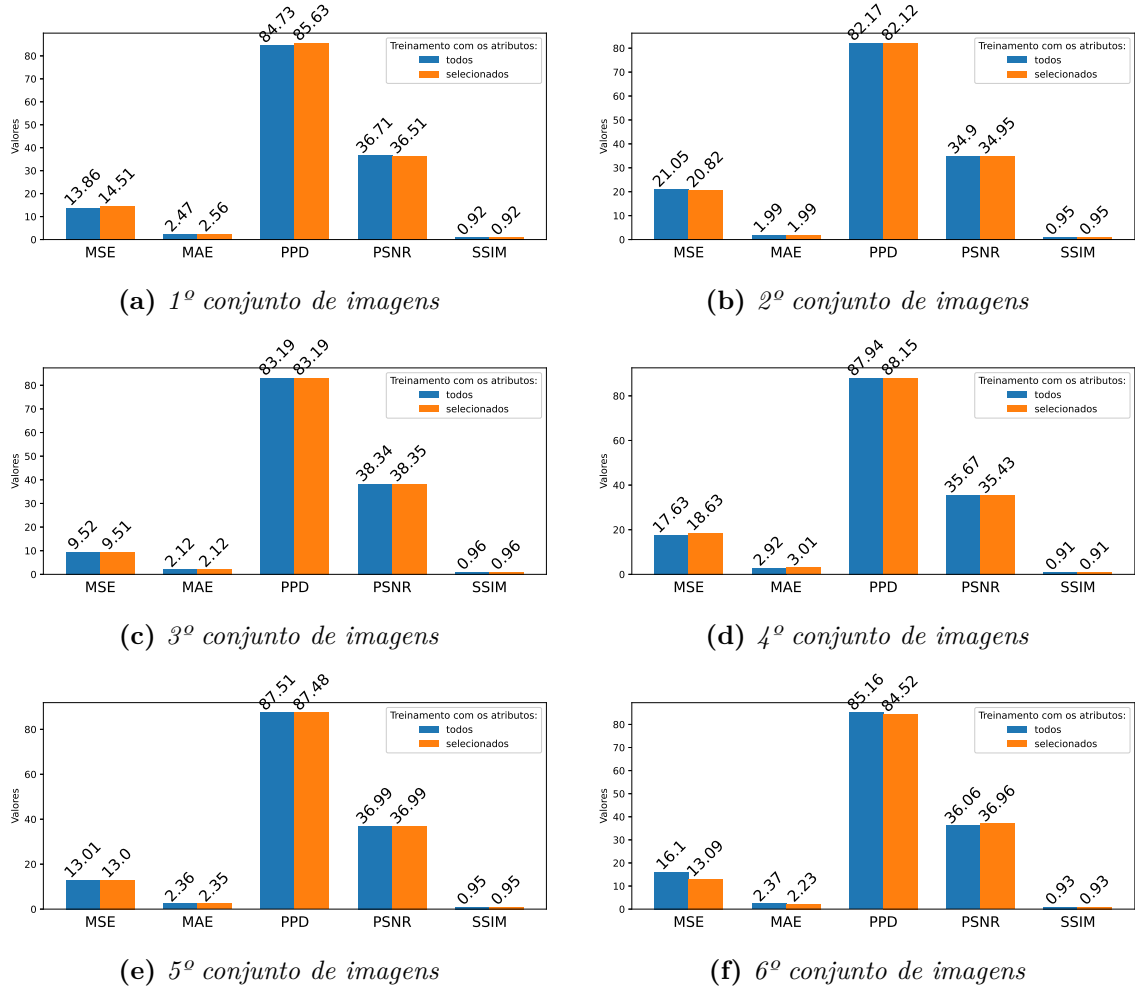 84.73 85.63
80
70
60
50
40
30
20
10
0
Valores
Treinamento com os atributos:
todos
selecionados
13.86 14.51
2.47 2.56
36.71 36.51
0.92 0.92
MSE MAE PPD PSNR SSIM
(a) 1º conjunto de imagens
82.17 82.12
80
70
60
50
40
30
20
10
0
Valores
Treinamento com os atributos:
todos
selecionados
21.05 20.82
1.99 1.99
34.9 34.95
0.95 0.95
MSE MAE PPD PSNR SSIM
(b) 2º conjunto de imagens
83.19 83.19
80
70
60
50
40
30
20
10
0
Valores
Treinamento com os atributos:
todos
selecionados
9.52 9.51
2.12 2.12
38.34 38.35
0.96 0.96
MSE MAE PPD PSNR SSIM
(c) 3º conjunto de imagens
87.94 88.15
80
60
40
20
0
Valores
Treinamento com os atributos:
todos
selecionados
17.63 18.63
2.92 3.01
35.67 35.43
0.91 0.91
MSE MAE PPD PSNR SSIM
(d) 4º conjunto de imagens
87.51 87.48
80
60
40
20
0
Valores
Treinamento com os atributos:
todos
selecionados
13.01 13.0
2.36 2.35
36.99 36.99
0.95 0.95
MSE MAE PPD PSNR SSIM
(e) 5º conjunto de imagens
85.16 84.52
80
70
60
50
40
30
20
10
0
Valores
Treinamento com os atributos:
todos
selecionados
16.1 13.09
2.37 2.23
36.06 36.96
0.93 0.93
MSE MAE PPD PSNR SSIM
(f) 6º conjunto de imagens